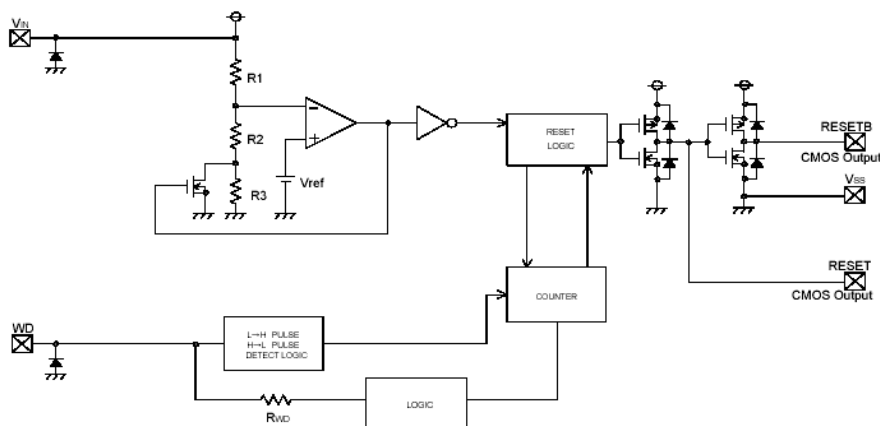 VIN
R1
R2
R3
Vref
RESET
LOGIC
RESETB
CMOS Output
VSS
RESET
CMOS Output
COUNTER
WD
L→H PULSE
H→L PULSE
DETECT LOGIC
RWD
LOGIC